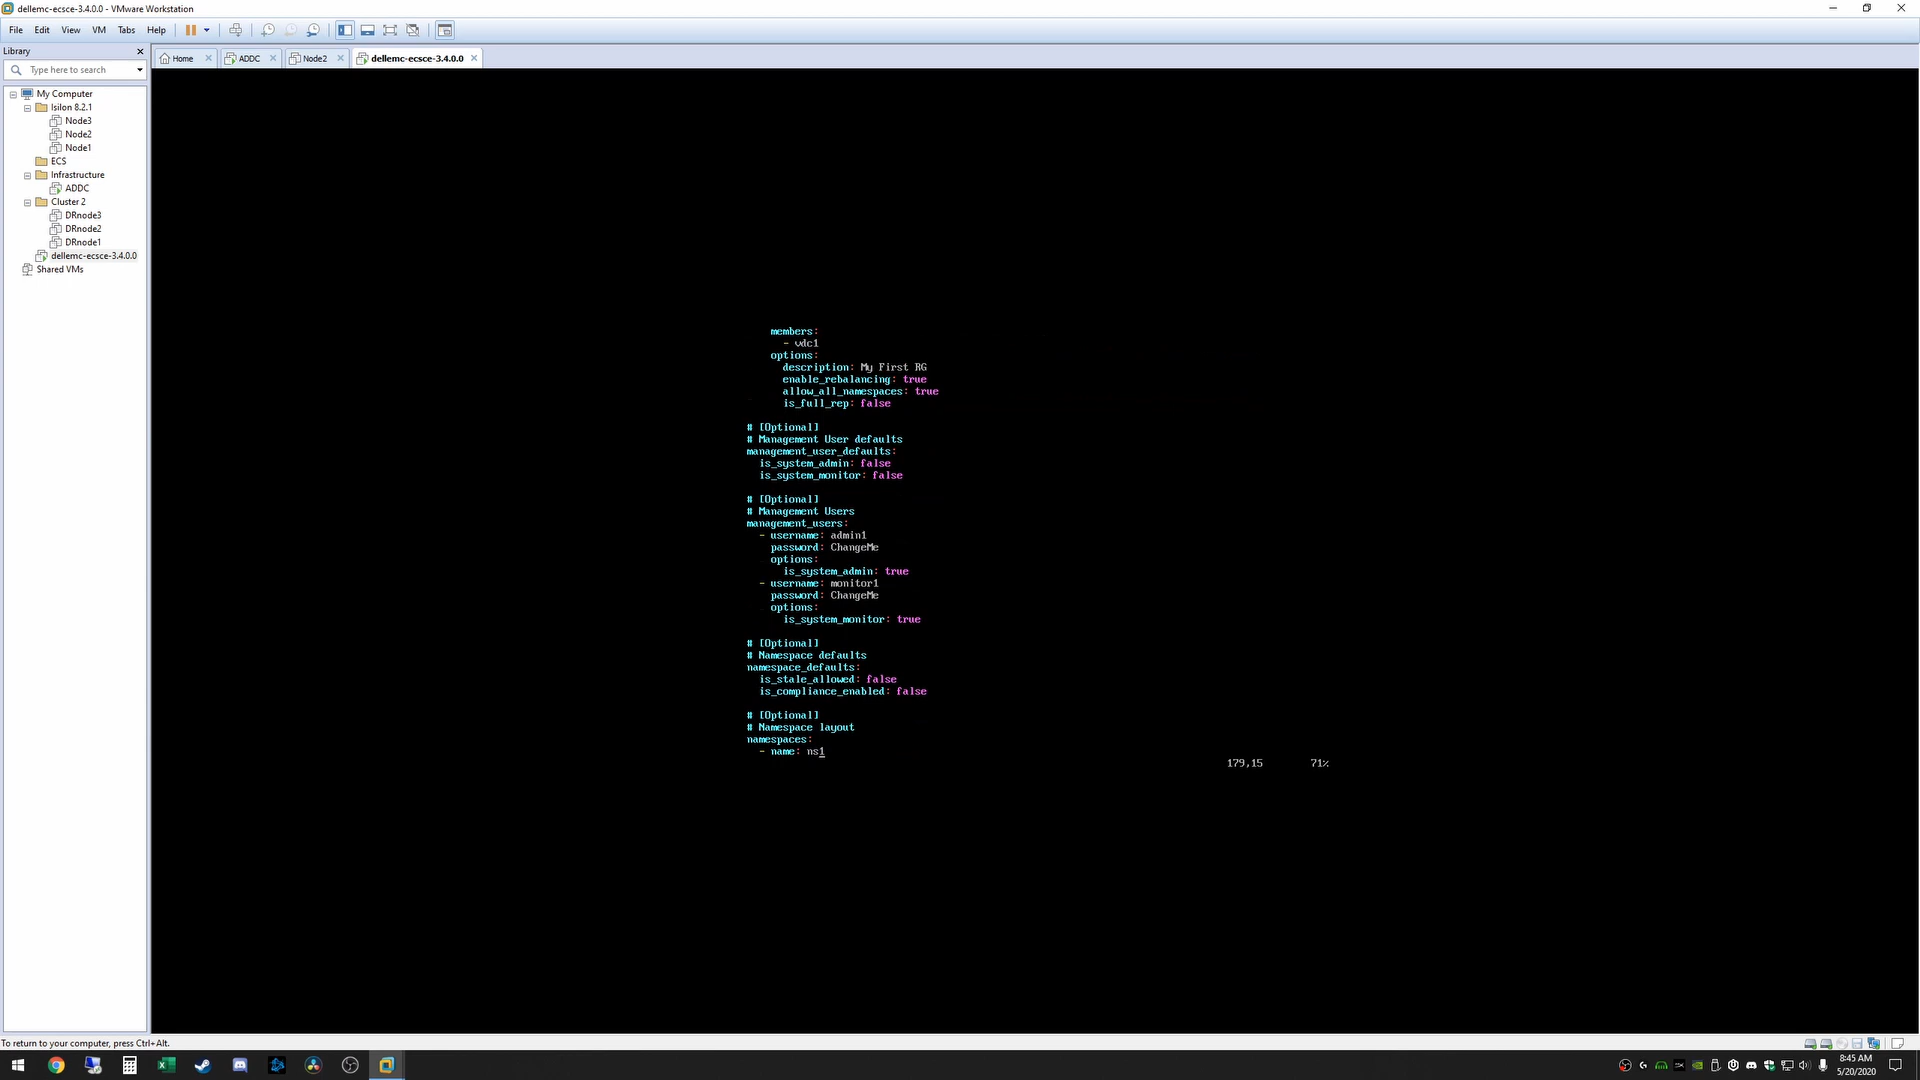 dellemc-ecsce-3.4.0.0 - VMware Workstation
File Edit View VM Tabs Help
Library
Type here to search
Home ADDC Node2 dellemc-ecsce-3.4.0.0
My Computer
Isilon 8.2.1
Node3
Node2
Node1
ECS
Infrastructure
ADDC
Cluster 2
DRnode3
DRnode2
DRnode1
dellemc-ecsce-3.4.0.0
Shared VMs
members:
- vdc1
options:
description: My First RG
enable_rebalancing: true
allow_all_namespaces: true
is_full_rep: false
# [Optional]
# Management User defaults
management_user_defaults:
is_system_admin: false
is_system_monitor: false
# [Optional]
# Management Users
management_users:
- username: admin1
password: ChangeMe
options:
is_system_admin: true
- username: monitor1
password: ChangeMe
options:
is_system_monitor: true
# [Optional]
# Namespace defaults
namespace_defaults:
is_stale_allowed: false
is_compliance_enabled: false
# [Optional]
# Namespace layout
namespaces:
- name: ns1
179,15 71%
To return to your computer, press Ctrl+Alt.
8:45 AM
5/20/2020